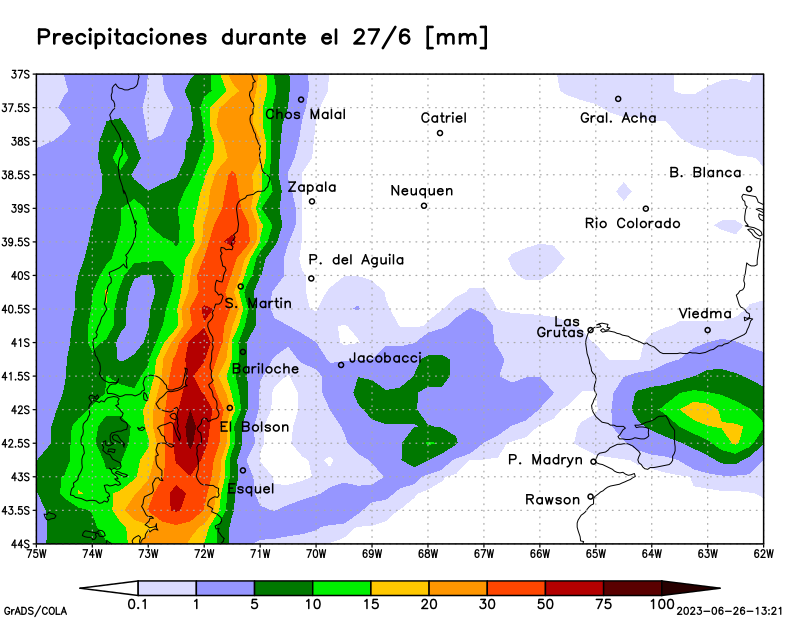 Precipitaciones durante el 27/6 [mm]
37S
37.5S
38S
38.5S
39S
39.5S
40S
40.5S
41S
41.5S
42S
42.5S
43S
43.5S
44S
Chos Malal
Catriel
Gral. Acha
B. Blanca
Zapala
Neuquen
Rio Colorado
P. del Aguila
S. Martin
Las
Grutas
Viedma
Bariloche
Jacobacci
El Bolson
Esquel
P. Madryn
Rawson
75W 74W 73W 72W 71W 70W 69W 68W 67W 66W 65W 64W 63W 62W
0.1 1 5 10 15 20 30 50 75 100
GrADS/COLA
2023-06-26-13:21